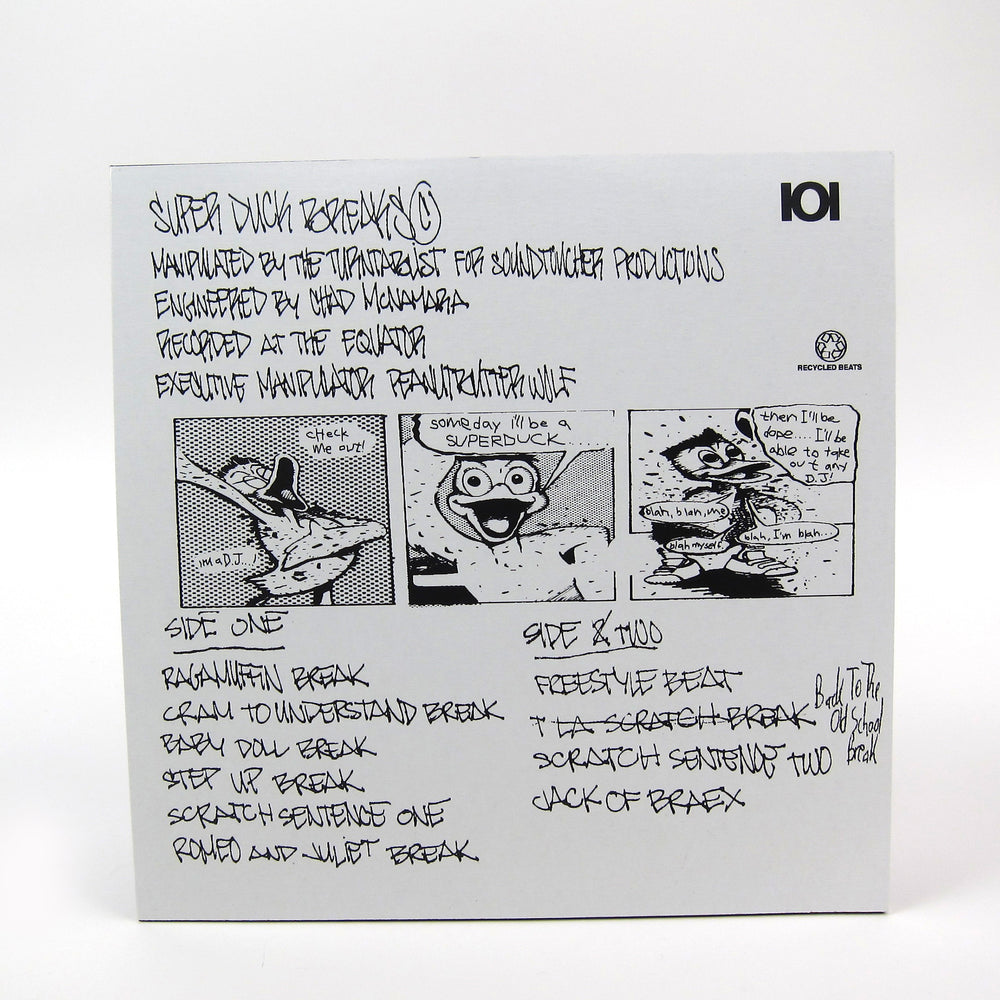 SUPER DUCK BREAKS ©
MANIPULATED BY THE TURNTABLIST FOR SOUNDTOUCHER PRODUCTIONS
ENGINEERED BY CHAD McNAMARA
RECORDED AT THE EQUATOR
EXECUTIVE MANIPULATOR PEANUTBUTTER WOLF
101
RECYCLED BEATS
check
me out!
im a D.J...
someday i'll be a
SUPERDUCK.....
then I'll be
dope.... I'll be
able to take
out any
D.J!
blah, blah, me
blah, I'm blah...
blah myself.
SIDE ONE
RAGAMUFFIN BREAK
CRAM TO UNDERSTAND BREAK
BABY DOLL BREAK
STEP UP BREAK
SCRATCH SENTENCE ONE
ROMEO AND JULIET BREAK
SIDE TWO
FREESTYLE BEAT
T LA SCRATCH BREAK
Back To The
Old School
Break
SCRATCH SENTENCE TWO
JACK OF BRAEX